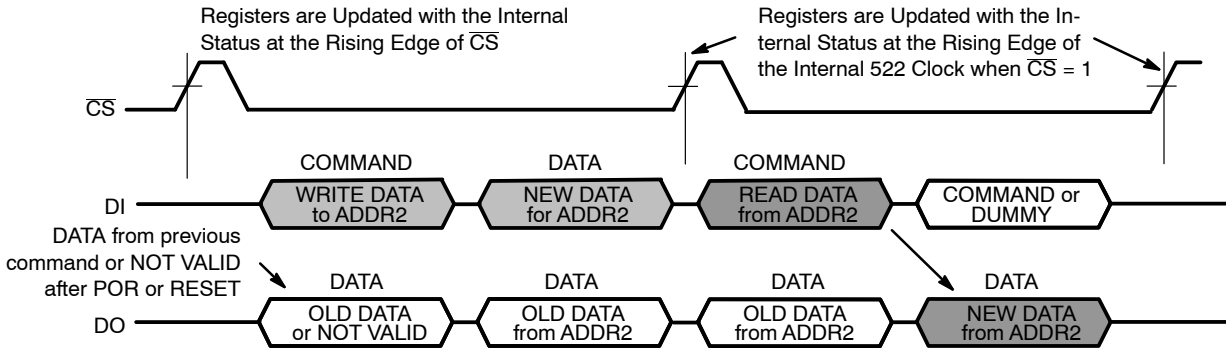 Registers are Updated with the Internal
Status at the Rising Edge of CS
Registers are Updated with the In-
ternal Status at the Rising Edge of
the Internal 522 Clock when CS = 1
CS
COMMAND
DATA
COMMAND
DI
WRITE DATA
to ADDR2
NEW DATA
for ADDR2
READ DATA
from ADDR2
COMMAND or
DUMMY
DATA from previous
command or NOT VALID
after POR or RESET
DATA
DATA
DATA
DATA
DO
OLD DATA
or NOT VALID
OLD DATA
from ADDR2
OLD DATA
from ADDR2
NEW DATA
from ADDR2